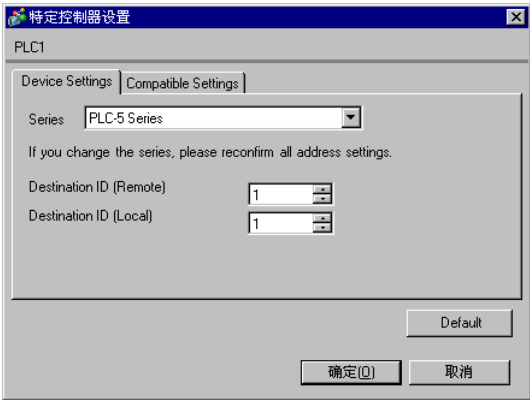 特定控制器设置
PLC1
Device Settings Compatible Settings
Series PLC-5 Series
If you change the series, please reconfirm all address settings.
Destination ID (Remote) 1
Destination ID (Local) 1
Default
确定(O) 取消